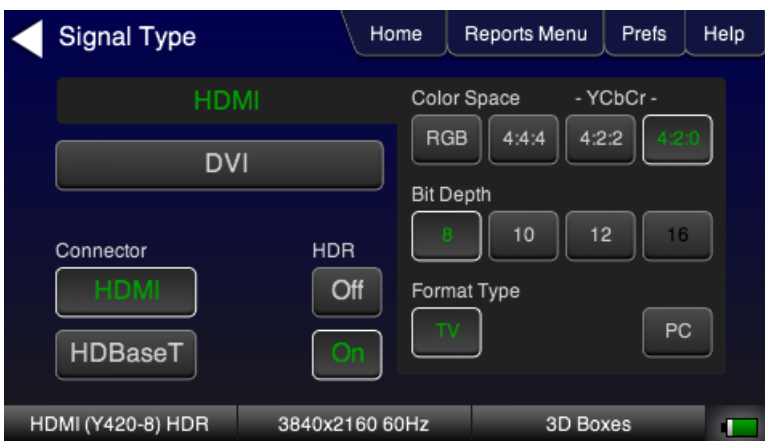 Signal Type
Home
Reports Menu
Prefs
Help
HDMI
DVI
Color Space
- YCbCr -
RGB
4:4:4
4:2:2
4:2:0
Bit Depth
8
10
12
16
Connector
HDR
HDMI
Off
HDBaseT
On
Format Type
TV
PC
HDMI (Y420-8) HDR
3840x2160 60Hz
3D Boxes